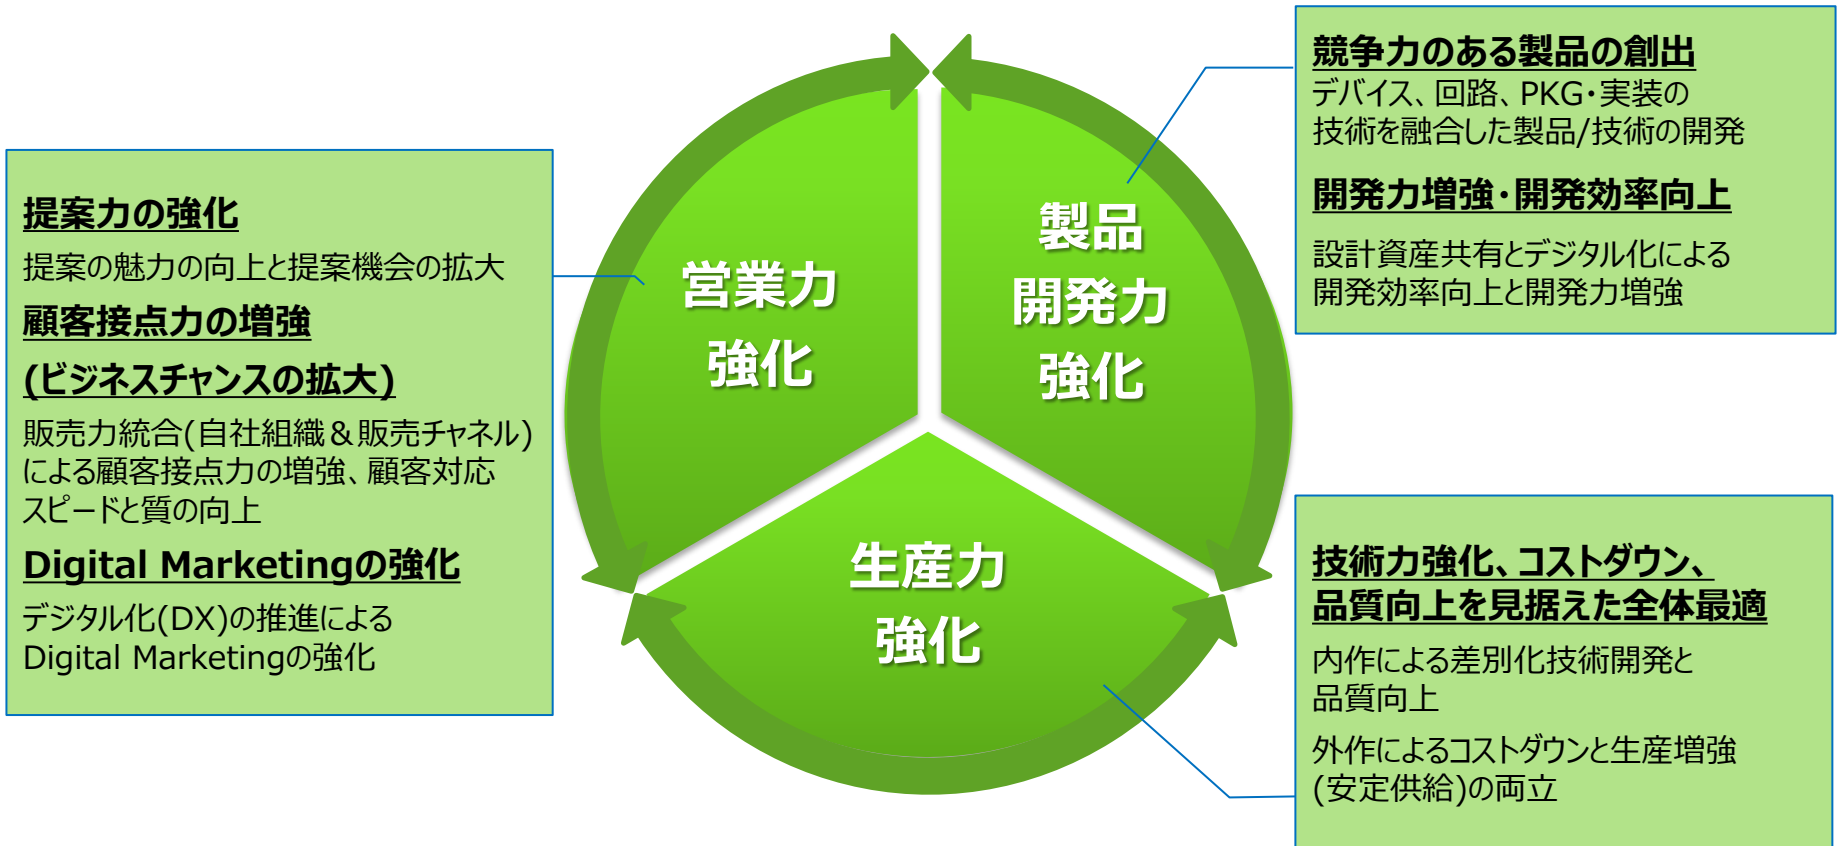 提案力の強化
提案の魅力の向上と提案機会の拡大
顧客接点力の増強
(ビジネスチャンスの拡大)
販売力統合(自社組織＆販売チャネル)
による顧客接点力の増強、顧客対応
スピードと質の向上
Digital Marketingの強化
デジタル化(DX)の推進による
Digital Marketingの強化
営業力
強化
製品
開発力
強化
生産力
強化
競争力のある製品の創出
デバイス、回路、PKG・実装の
技術を融合した製品/技術の開発
開発力増強・開発効率向上
設計資産共有とデジタル化による
開発効率向上と開発力増強
技術力強化、コストダウン、
品質向上を見据えた全体最適
内作による差別化技術開発と
品質向上
外作によるコストダウンと生産増強
(安定供給)の両立